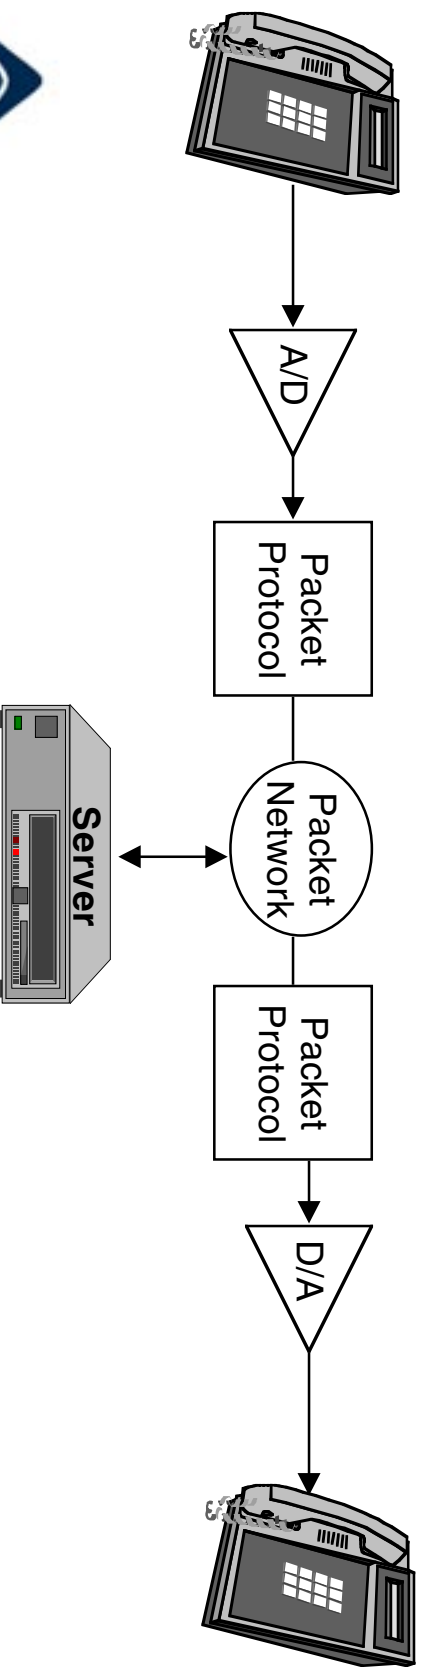 A/D
Packet
Protocol
Packet
Network
Server
Packet
Protocol
D/A